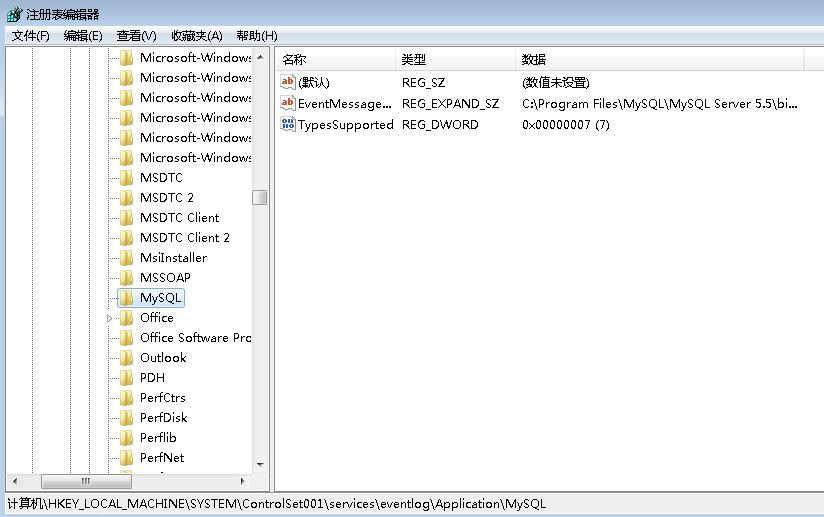 注册表编辑器
文件(F) 编辑(E) 查看(V) 收藏夹(A) 帮助(H)
Microsoft-Windows
Microsoft-Windows
Microsoft-Windows
Microsoft-Windows
Microsoft-Windows
Microsoft-Windows
MSDTC
MSDTC 2
MSDTC Client
MSDTC Client 2
MsiInstaller
MSSOAP
MySQL
Office
Office Software Pro
Outlook
PDH
PerfCtrs
PerfDisk
Perflib
PerfNet
名称 类型 数据
(默认) REG_SZ (数值未设置)
EventMessage... REG_EXPAND_SZ C:\Program Files\MySQL\MySQL Server 5.5\bi...
TypesSupported REG_DWORD 0x00000007 (7)
计算机\HKEY_LOCAL_MACHINE\SYSTEM\ControlSet001\services\eventlog\Application\MySQL